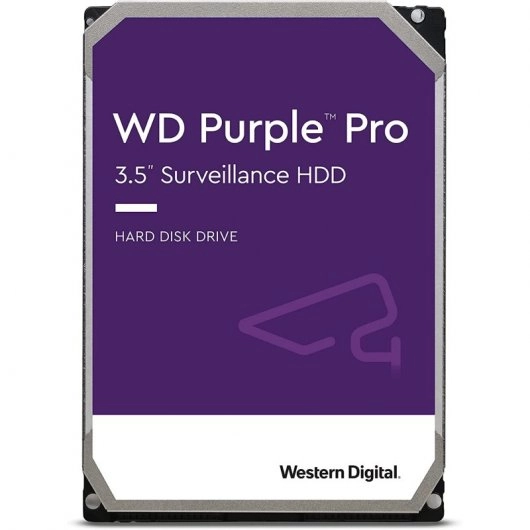 WD Purple™ Pro
3.5" Surveillance HDD
HARD DISK DRIVE
Western Digital.